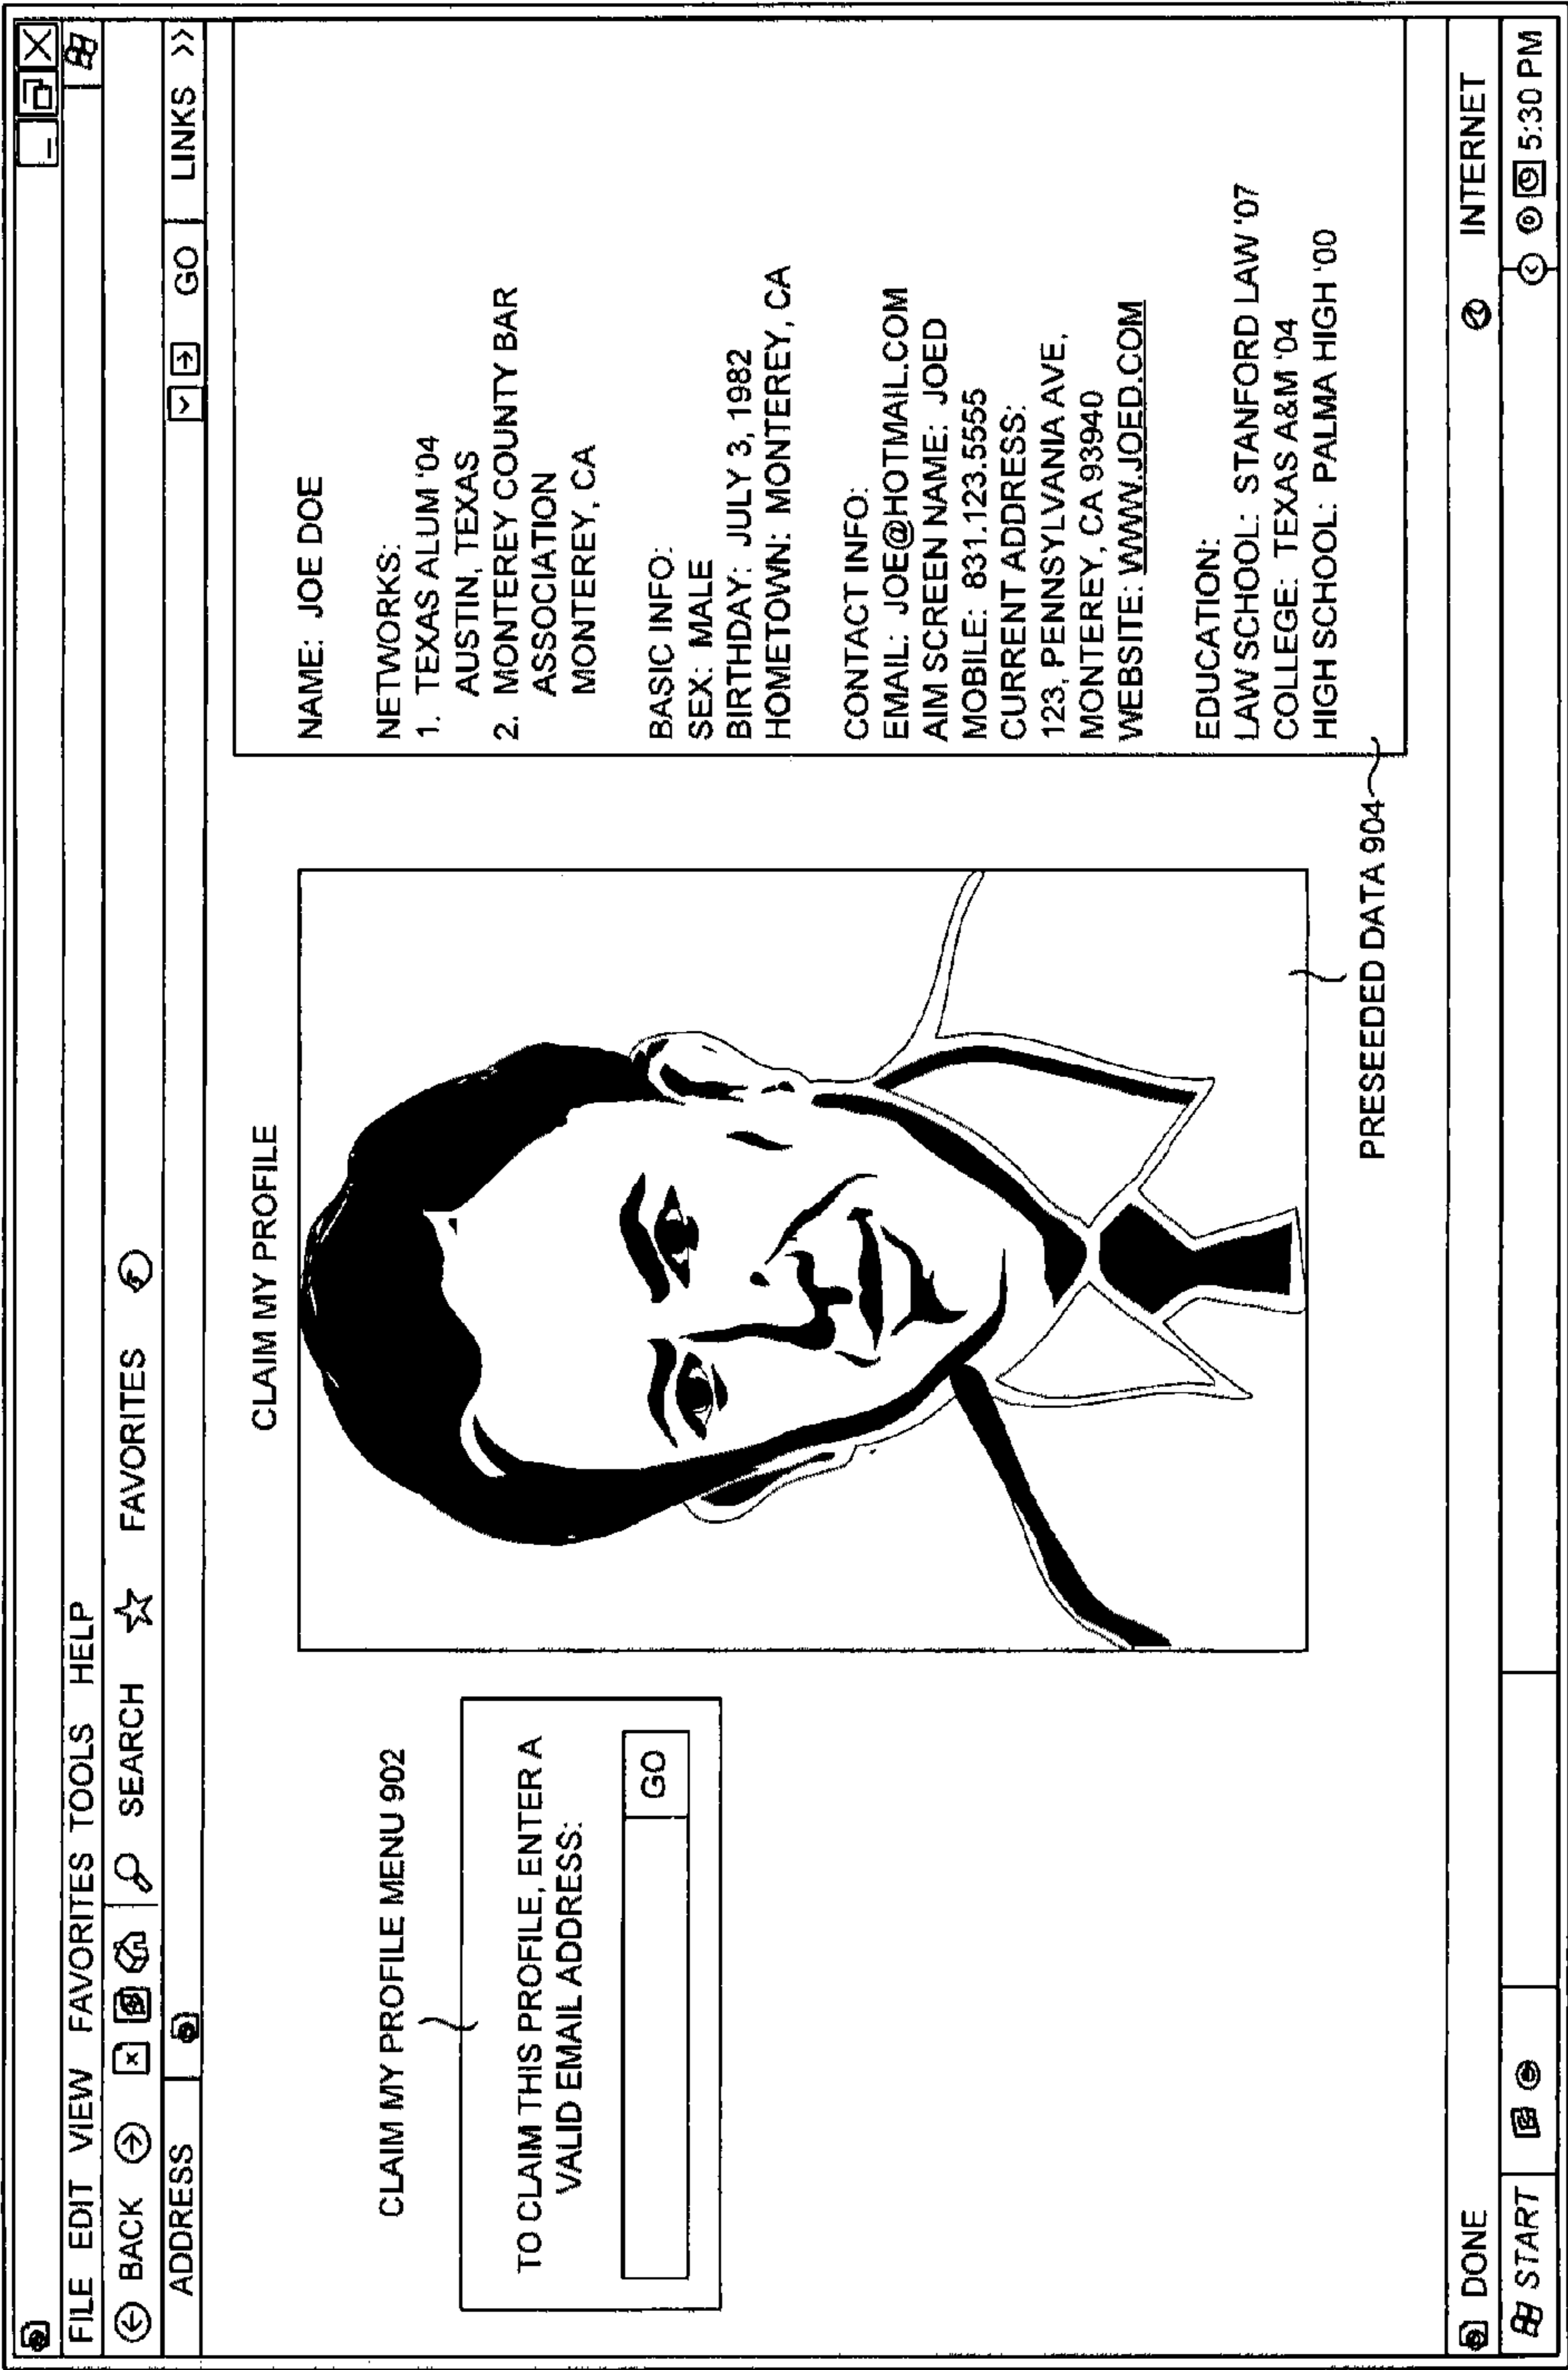 FILE EDIT VIEW FAVORITES TOOLS HELP
BACK SEARCH FAVORITES
ADDRESS GO LINKS >>
CLAIM MY PROFILE
CLAIM MY PROFILE MENU 902
TO CLAIM THIS PROFILE, ENTER A
VALID EMAIL ADDRESS:
GO
NAME: JOE DOE
NETWORKS:
1. TEXAS ALUM '04
AUSTIN, TEXAS
2. MONTEREY COUNTY BAR
ASSOCIATION
MONTEREY, CA
BASIC INFO:
SEX: MALE
BIRTHDAY: JULY 3, 1982
HOMETOWN: MONTEREY, CA
CONTACT INFO:
EMAIL: JOE@HOTMAIL.COM
AIM SCREEN NAME: JOED
MOBILE: 831.123.5555
CURRENT ADDRESS:
123, PENNSYLVANIA AVE,
MONTEREY, CA 93940
WEBSITE: WWW.JOED.COM
EDUCATION:
LAW SCHOOL: STANFORD LAW '07
COLLEGE: TEXAS A&M '04
HIGH SCHOOL: PALMA HIGH '00
PRESEEDED DATA 904
DONE INTERNET
START 5:30 PM